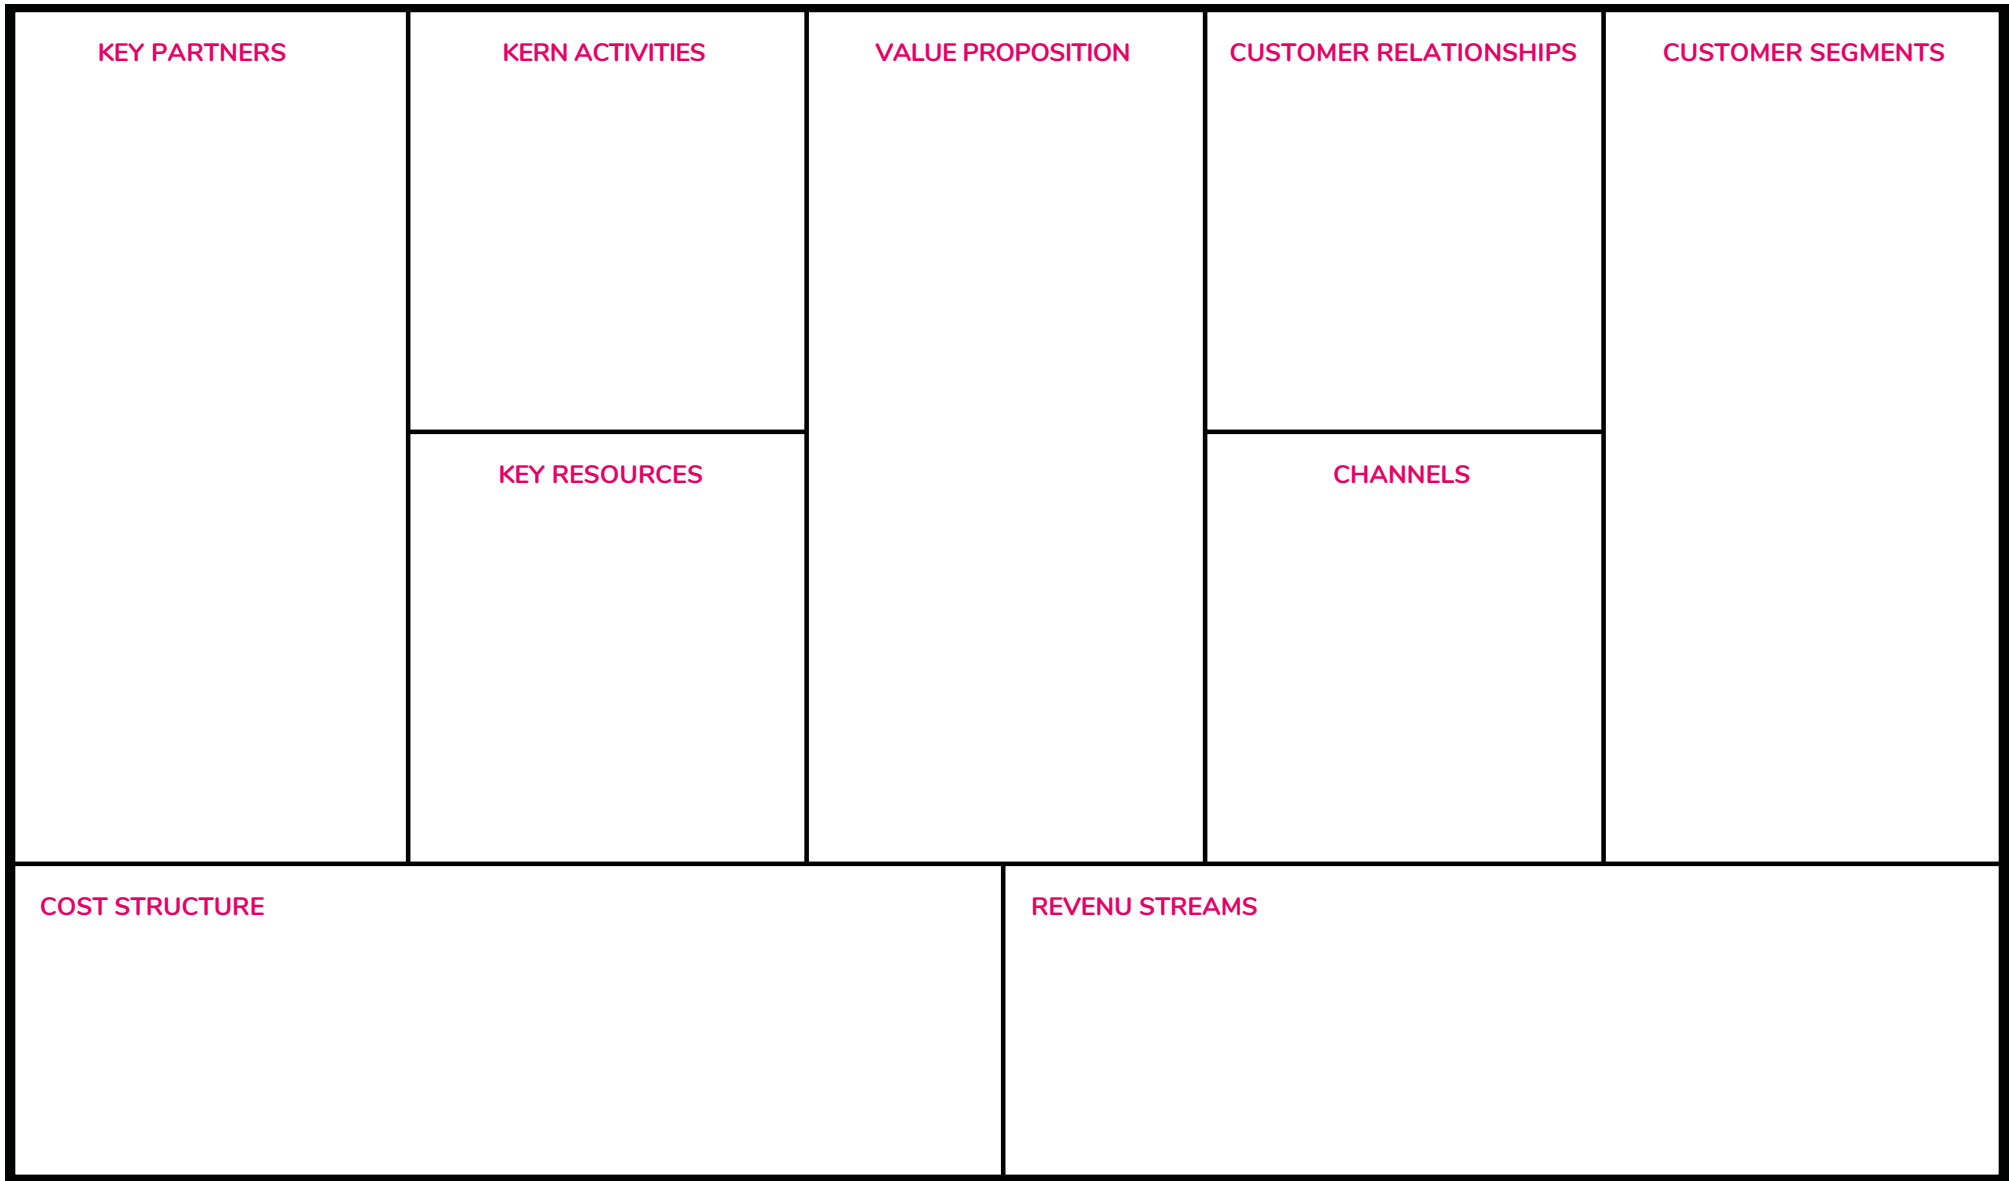 KEY PARTNERS
KERN ACTIVITIES
VALUE PROPOSITION
CUSTOMER RELATIONSHIPS
CUSTOMER SEGMENTS
KEY RESOURCES
CHANNELS
COST STRUCTURE
REVENU STREAMS